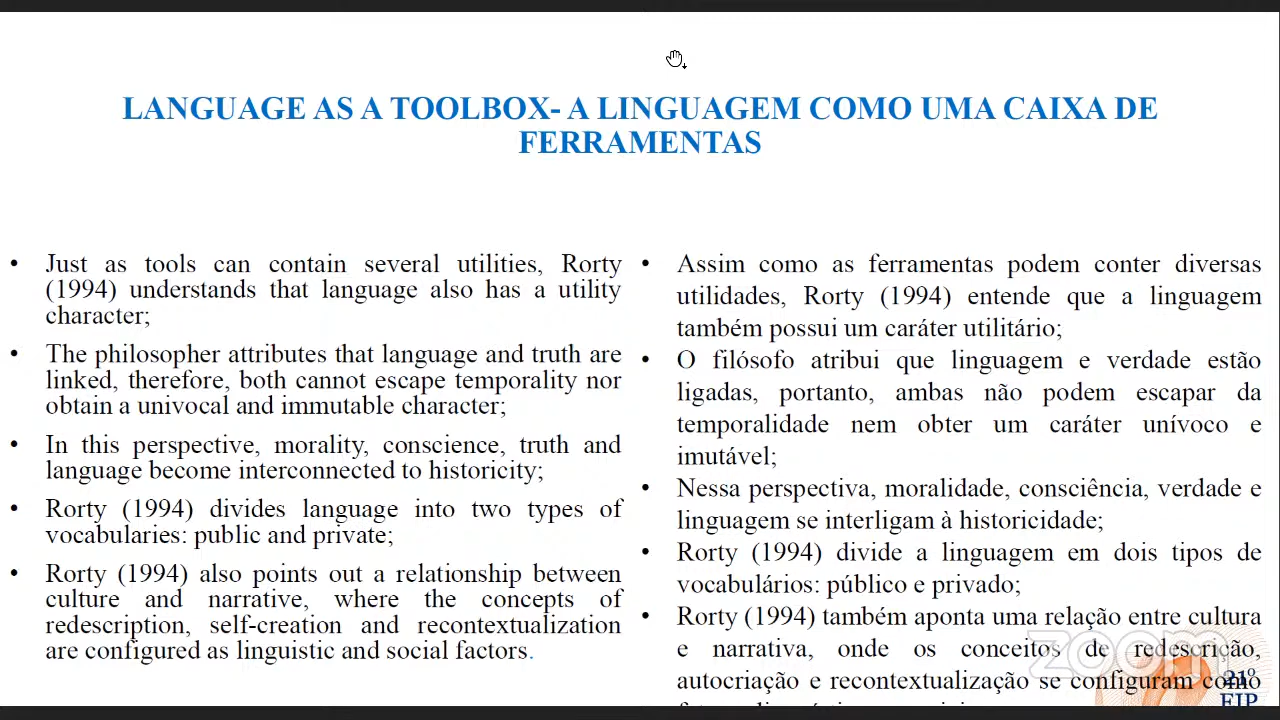 LANGUAGE AS A TOOLBOX- A LINGUAGEM COMO UMA CAIXA DE
FERRAMENTAS
• Just as tools can contain several utilities, Rorty
(1994) understands that language also has a utility
character;
• The philosopher attributes that language and truth are
linked, therefore, both cannot escape temporality nor
obtain a univocal and immutable character;
• In this perspective, morality, conscience, truth and
language become interconnected to historicity;
• Rorty (1994) divides language into two types of
vocabularies: public and private;
• Rorty (1994) also points out a relationship between
culture and narrative, where the concepts of
redescription, self-creation and recontextualization
are configured as linguistic and social factors.
• Assim como as ferramentas podem conter diversas
utilidades, Rorty (1994) entende que a linguagem
também possui um caráter utilitário;
• O filósofo atribui que linguagem e verdade estão
ligadas, portanto, ambas não podem escapar da
temporalidade nem obter um caráter unívoco e
imutável;
• Nessa perspectiva, moralidade, consciência, verdade e
linguagem se interligam à historicidade;
• Rorty (1994) divide a linguagem em dois tipos de
vocabulários: público e privado;
• Rorty (1994) também aponta uma relação entre cultura
e narrativa, onde os conceitos de redescrição,
autocriação e recontextualização se configuram como
zoom
21º
EIP